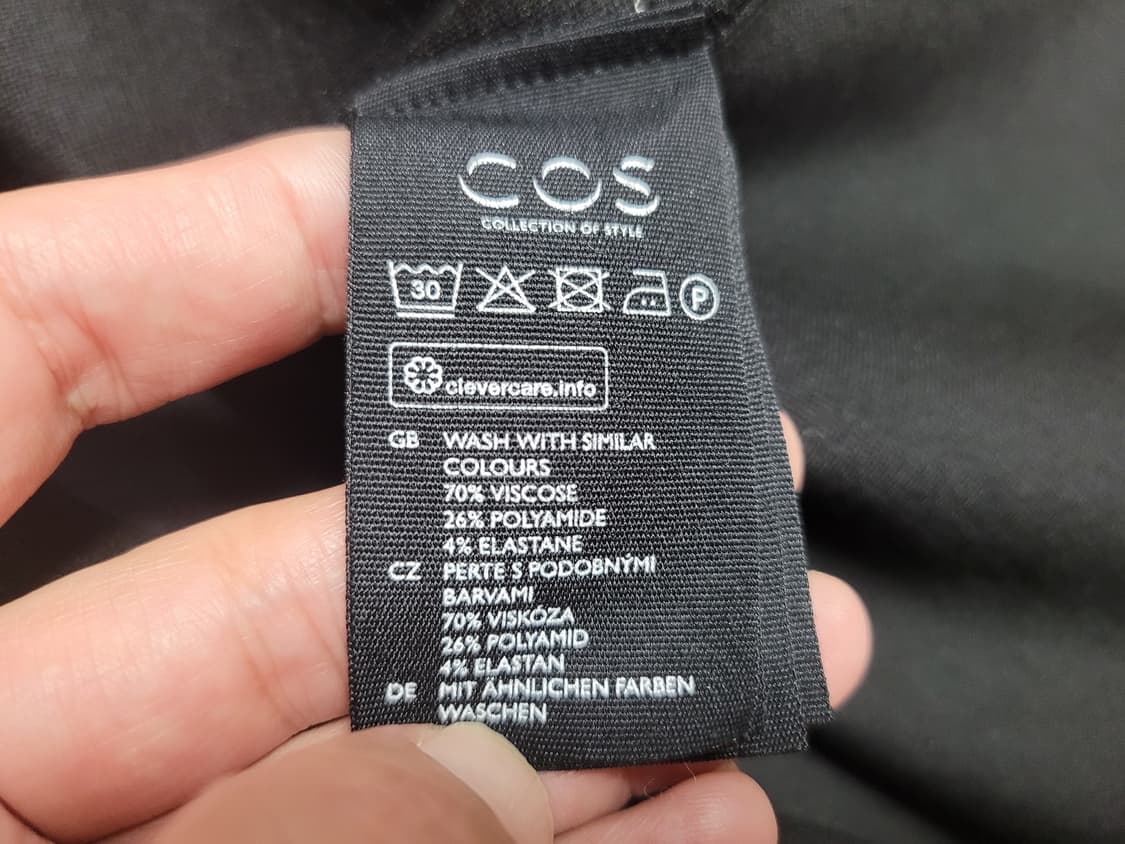 COS
COLLECTION OF STYLE
30 P
clevercare.info
GB WASH WITH SIMILAR
COLOURS
70% VISCOSE
26% POLYAMIDE
4% ELASTANE
CZ PERTE S PODOBNÝMI
BARVAMI
70% VISKÓZA
26% POLYAMID
4% ELASTAN
DE MIT ÄHNLICHEN FARBEN
WASCHEN